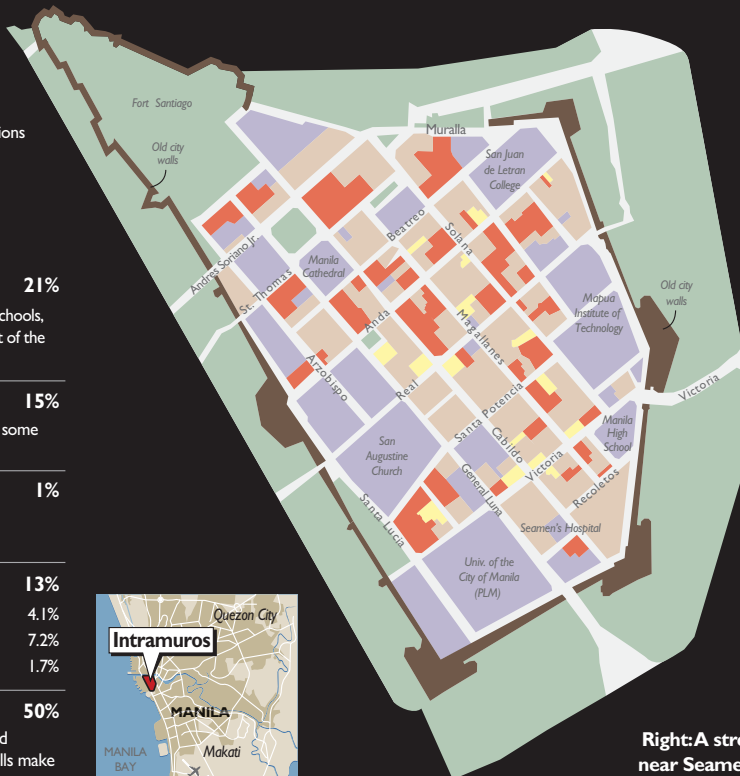 ions
21%
chools,
t of the
15%
some
1%
13%
4.1%
7.2%
1.7%
50%
d
lls make
Fort Santiago
Old city
walls
Muralla
San Juan
de Letran
College
Beatreo
Solana
Andres Soriano Jr.
St. Thomas
Manila
Cathedral
Anda
Magallanes
Mapua
Institute of
Technology
Old city
walls
Arzobispo
Real
Santa Potencia
Victoria
San
Augustine
Church
Cabildo
Victoria
Manila
High
School
General Luna
Recoletos
Santa Lucia
Seamen's Hospital
Univ. of the
City of Manila
(PLM)
Quezon City
Intramuros
MANILA
MANILA
BAY
Makati
Right: A stre
near Seame